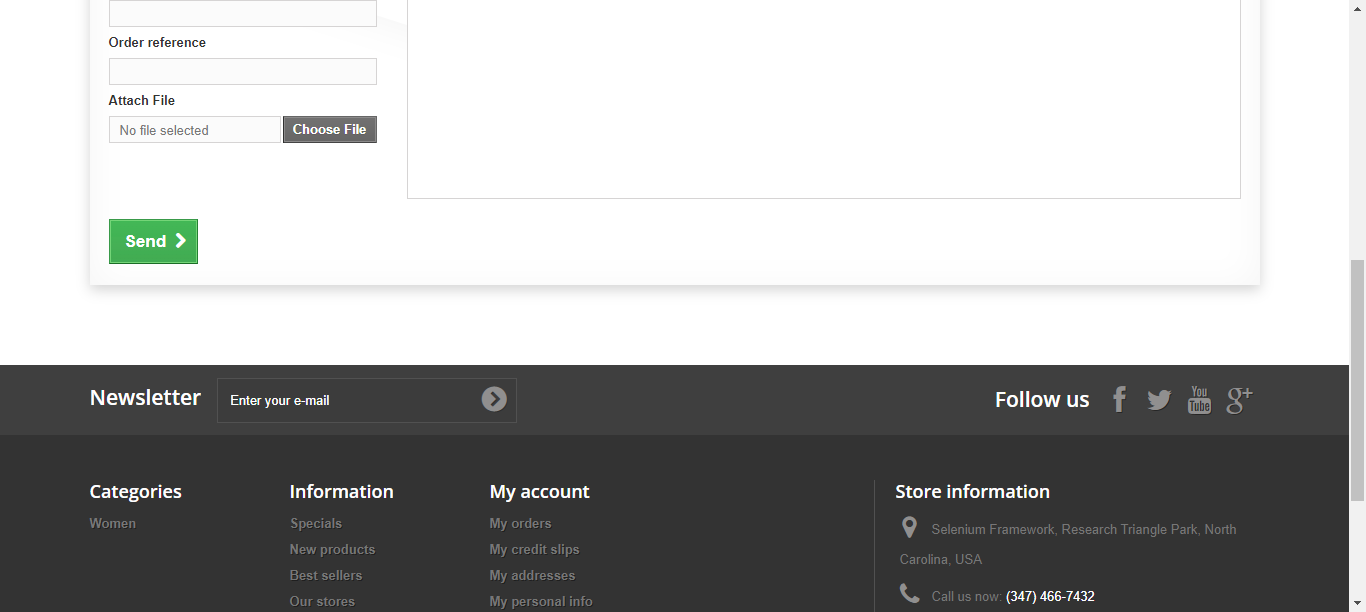 Order reference
Attach File
No file selected
Choose File
Send
Newsletter
Enter your e-mail
Follow us
You
Tube
g+
Categories
Women
Information
Specials
New products
Best sellers
Our stores
My account
My orders
My credit slips
My addresses
My personal info
Store information
Selenium Framework, Research Triangle Park, North
Carolina, USA
Call us now: (347) 466-7432